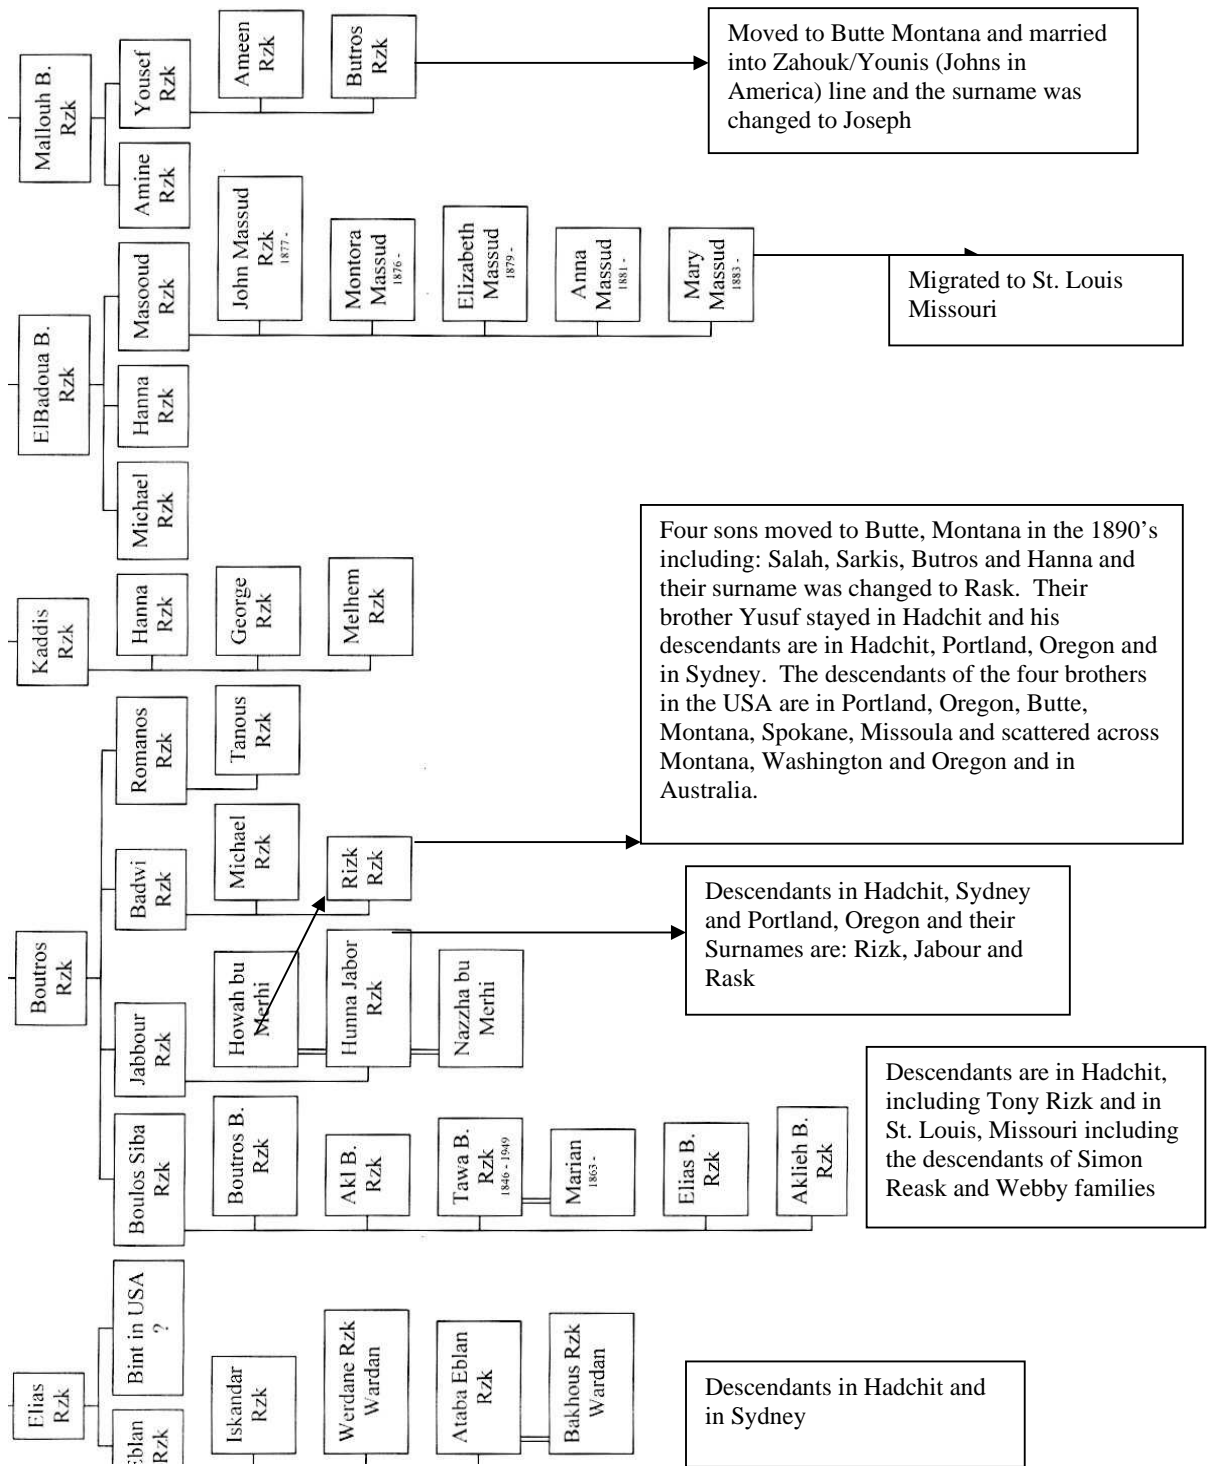 Mallouh B.
Rzk
Yousef
Rzk
Amine
Rzk
Ameen
Rzk
Butros
Rzk
Moved to Butte Montana and married
into Zahouk/Younis (Johns in
America) line and the surname was
changed to Joseph
ElBadoua B.
Rzk
Masooud
Rzk
Hanna
Rzk
Michael
Rzk
John Massud
Rzk
1877 -
Montora
Massud
1876 -
Elizabeth
Massud
1879 -
Anna
Massud
1881 -
Mary
Massud
1883 -
Migrated to St. Louis
Missouri
Kaddis
Rzk
Hanna
Rzk
George
Rzk
Melhem
Rzk
Four sons moved to Butte, Montana in the 1890’s
including: Salah, Sarkis, Butros and Hanna and
their surname was changed to Rask. Their
brother Yusuf stayed in Hadchit and his
descendants are in Hadchit, Portland, Oregon and
in Sydney. The descendants of the four brothers
in the USA are in Portland, Oregon, Butte,
Montana, Spokane, Missoula and scattered across
Montana, Washington and Oregon and in
Australia.
Boutros
Rzk
Romanos
Rzk
Tanous
Rzk
Badwi
Rzk
Michael
Rzk
Rizk
Rzk
Jabbour
Rzk
Howah bu
Merhi
Hunna Jabor
Rzk
Nazzha bu
Merhi
Descendants in Hadchit, Sydney
and Portland, Oregon and their
Surnames are: Rizk, Jabour and
Rask
Boulos Siba
Rzk
Boutros B.
Rzk
Akl B.
Rzk
Tawa B.
Rzk
1846 - 1949
Marian
1863 -
Elias B.
Rzk
Aklieh B.
Rzk
Descendants are in Hadchit,
including Tony Rizk and in
St. Louis, Missouri including
the descendants of Simon
Reask and Webby families
Elias
Rzk
Bint in USA
?
Eblan
Rzk
Iskandar
Rzk
Werdane Rzk
Wardan
Ataba Eblan
Rzk
Bakhous Rzk
Wardan
Descendants in Hadchit and
in Sydney